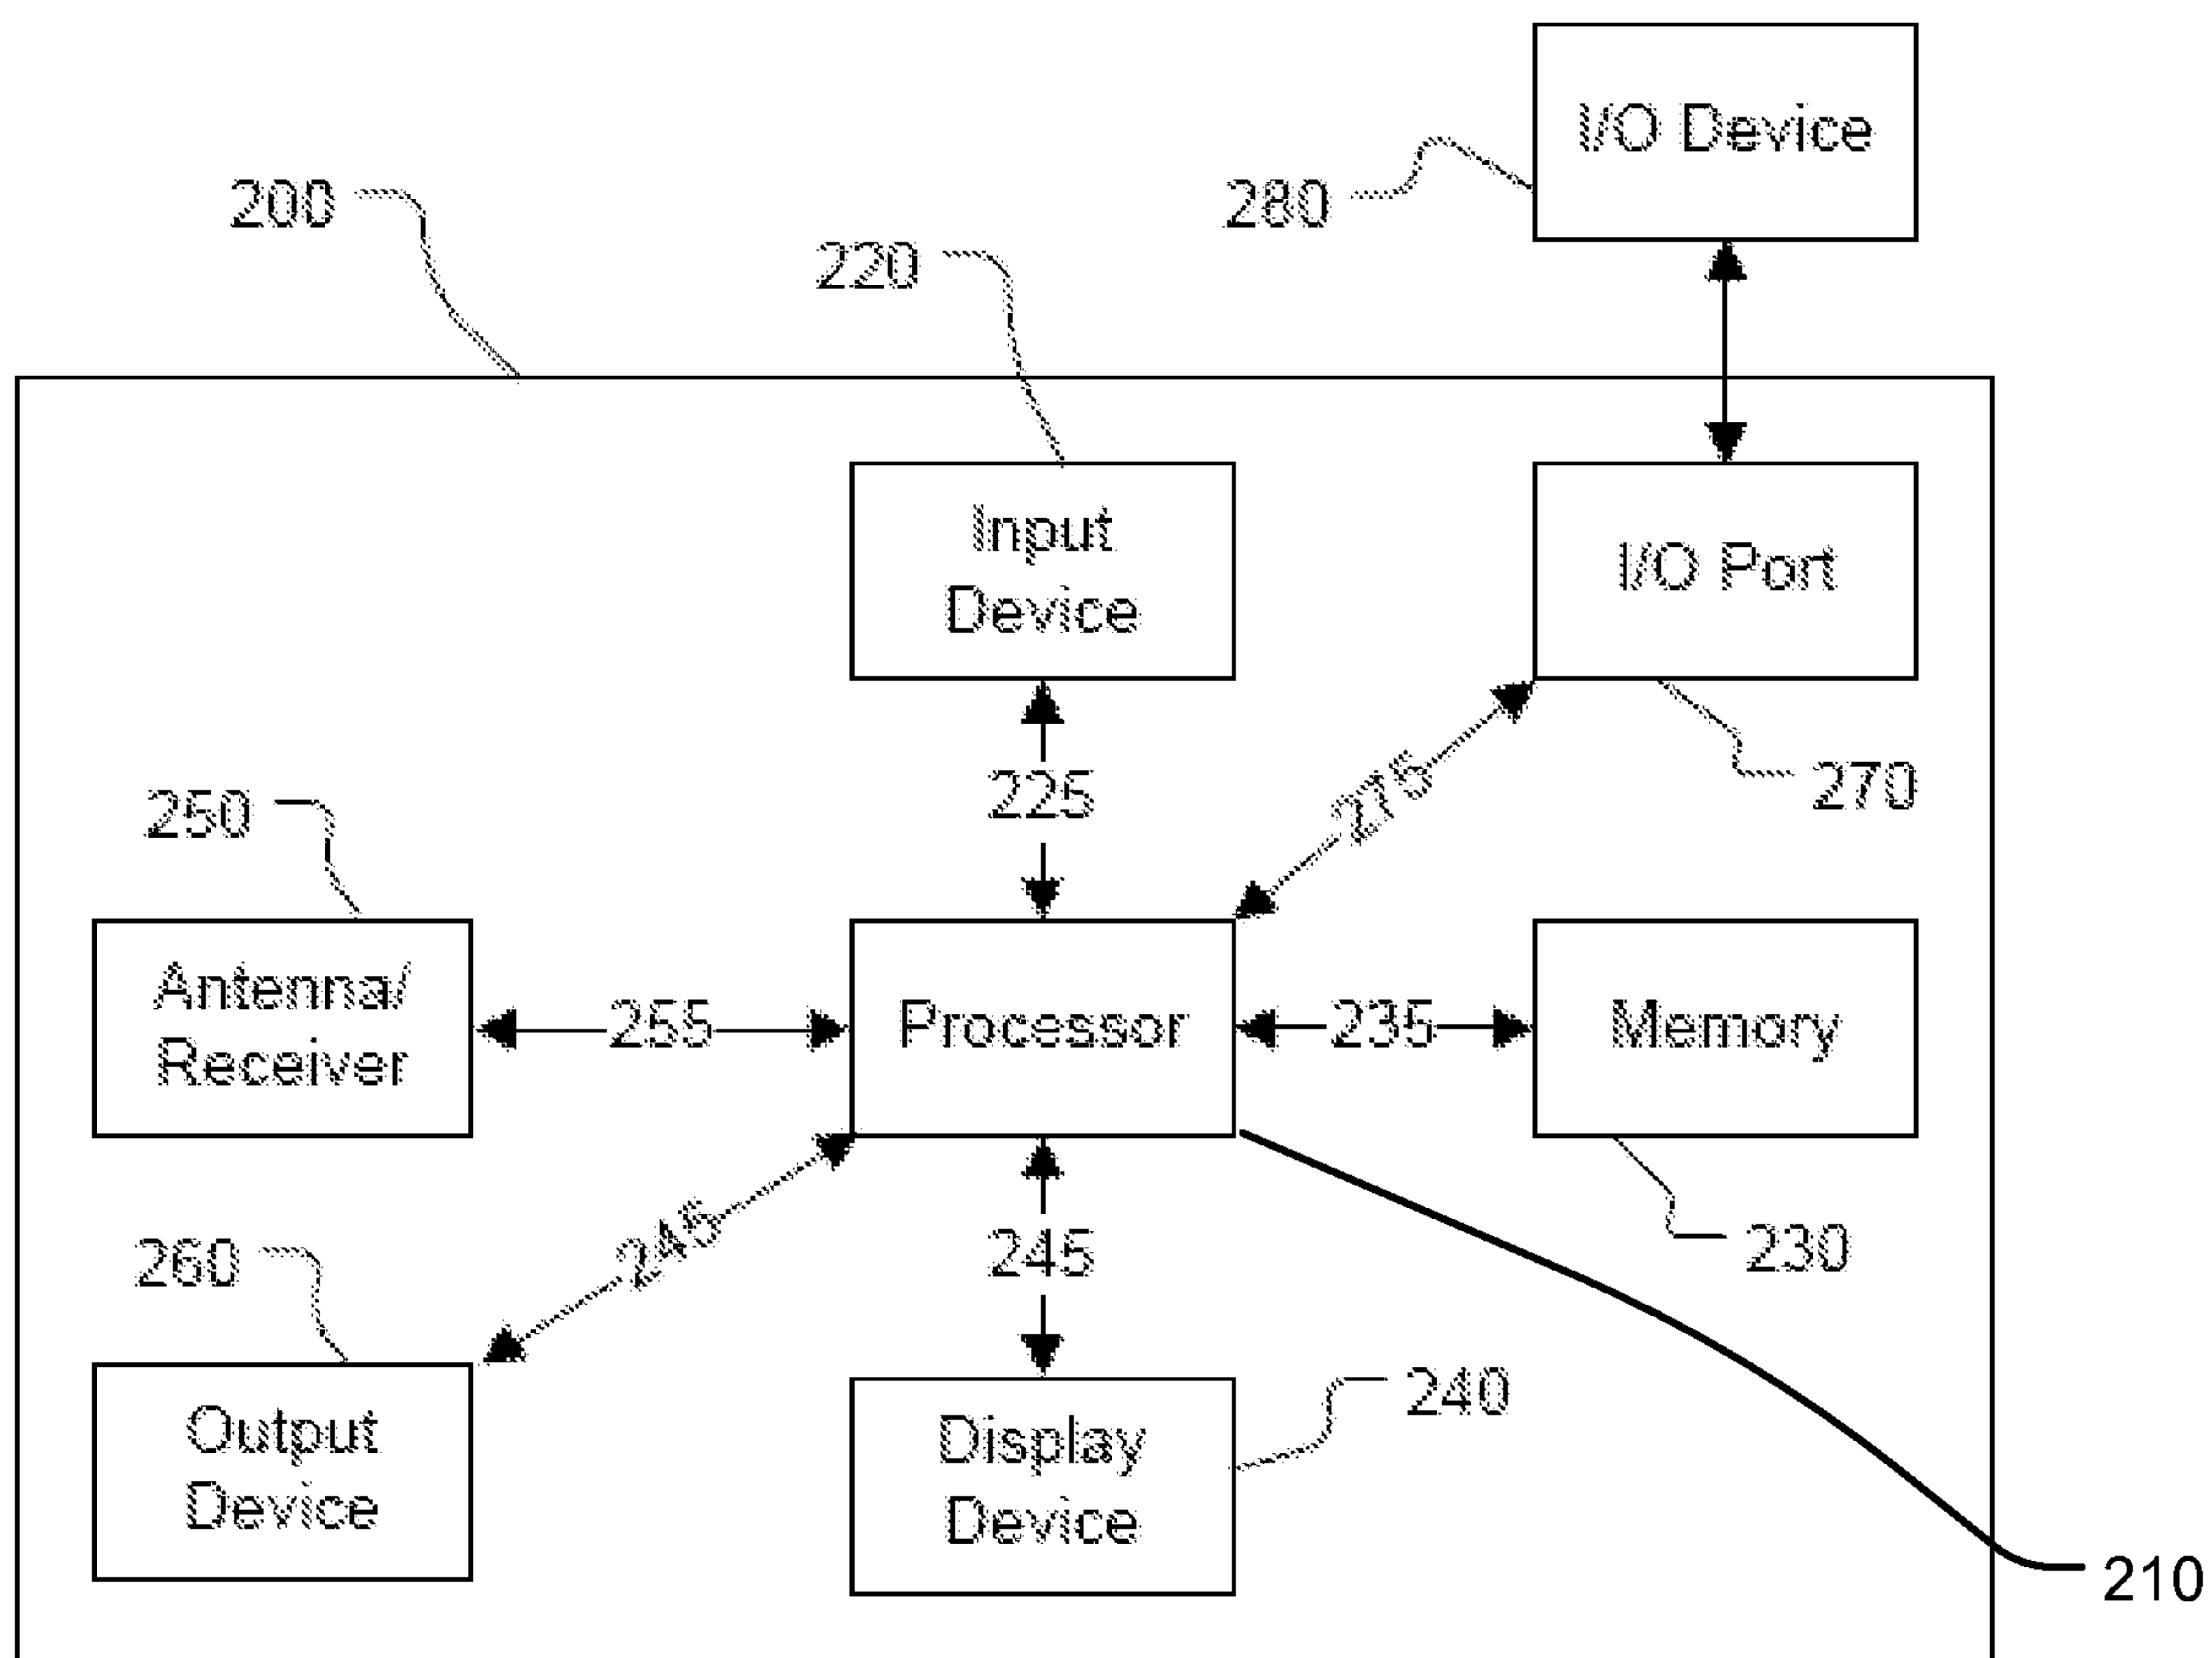 I/O Device
200
280
220
Input
Device
I/O Port
225
275
270
250
Antenna/
Receiver
255
Processor
235
Memory
245
245
260
230
240
Output
Device
Display
Device
210